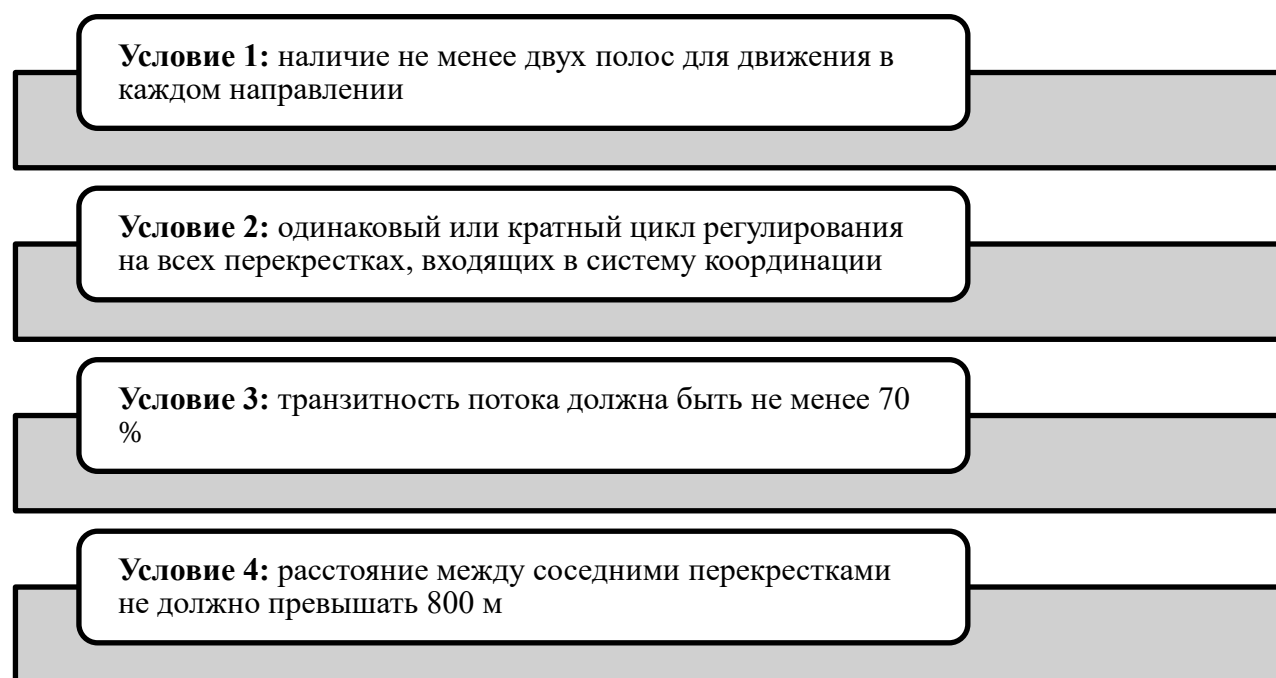 Условие 1: наличие не менее двух полос для движения в
каждом направлении
Условие 2: одинаковый или кратный цикл регулирования
на всех перекрестках, входящих в систему координации
Условие 3: транзитность потока должна быть не менее 70
%
Условие 4: расстояние между соседними перекрестками
не должно превышать 800 м